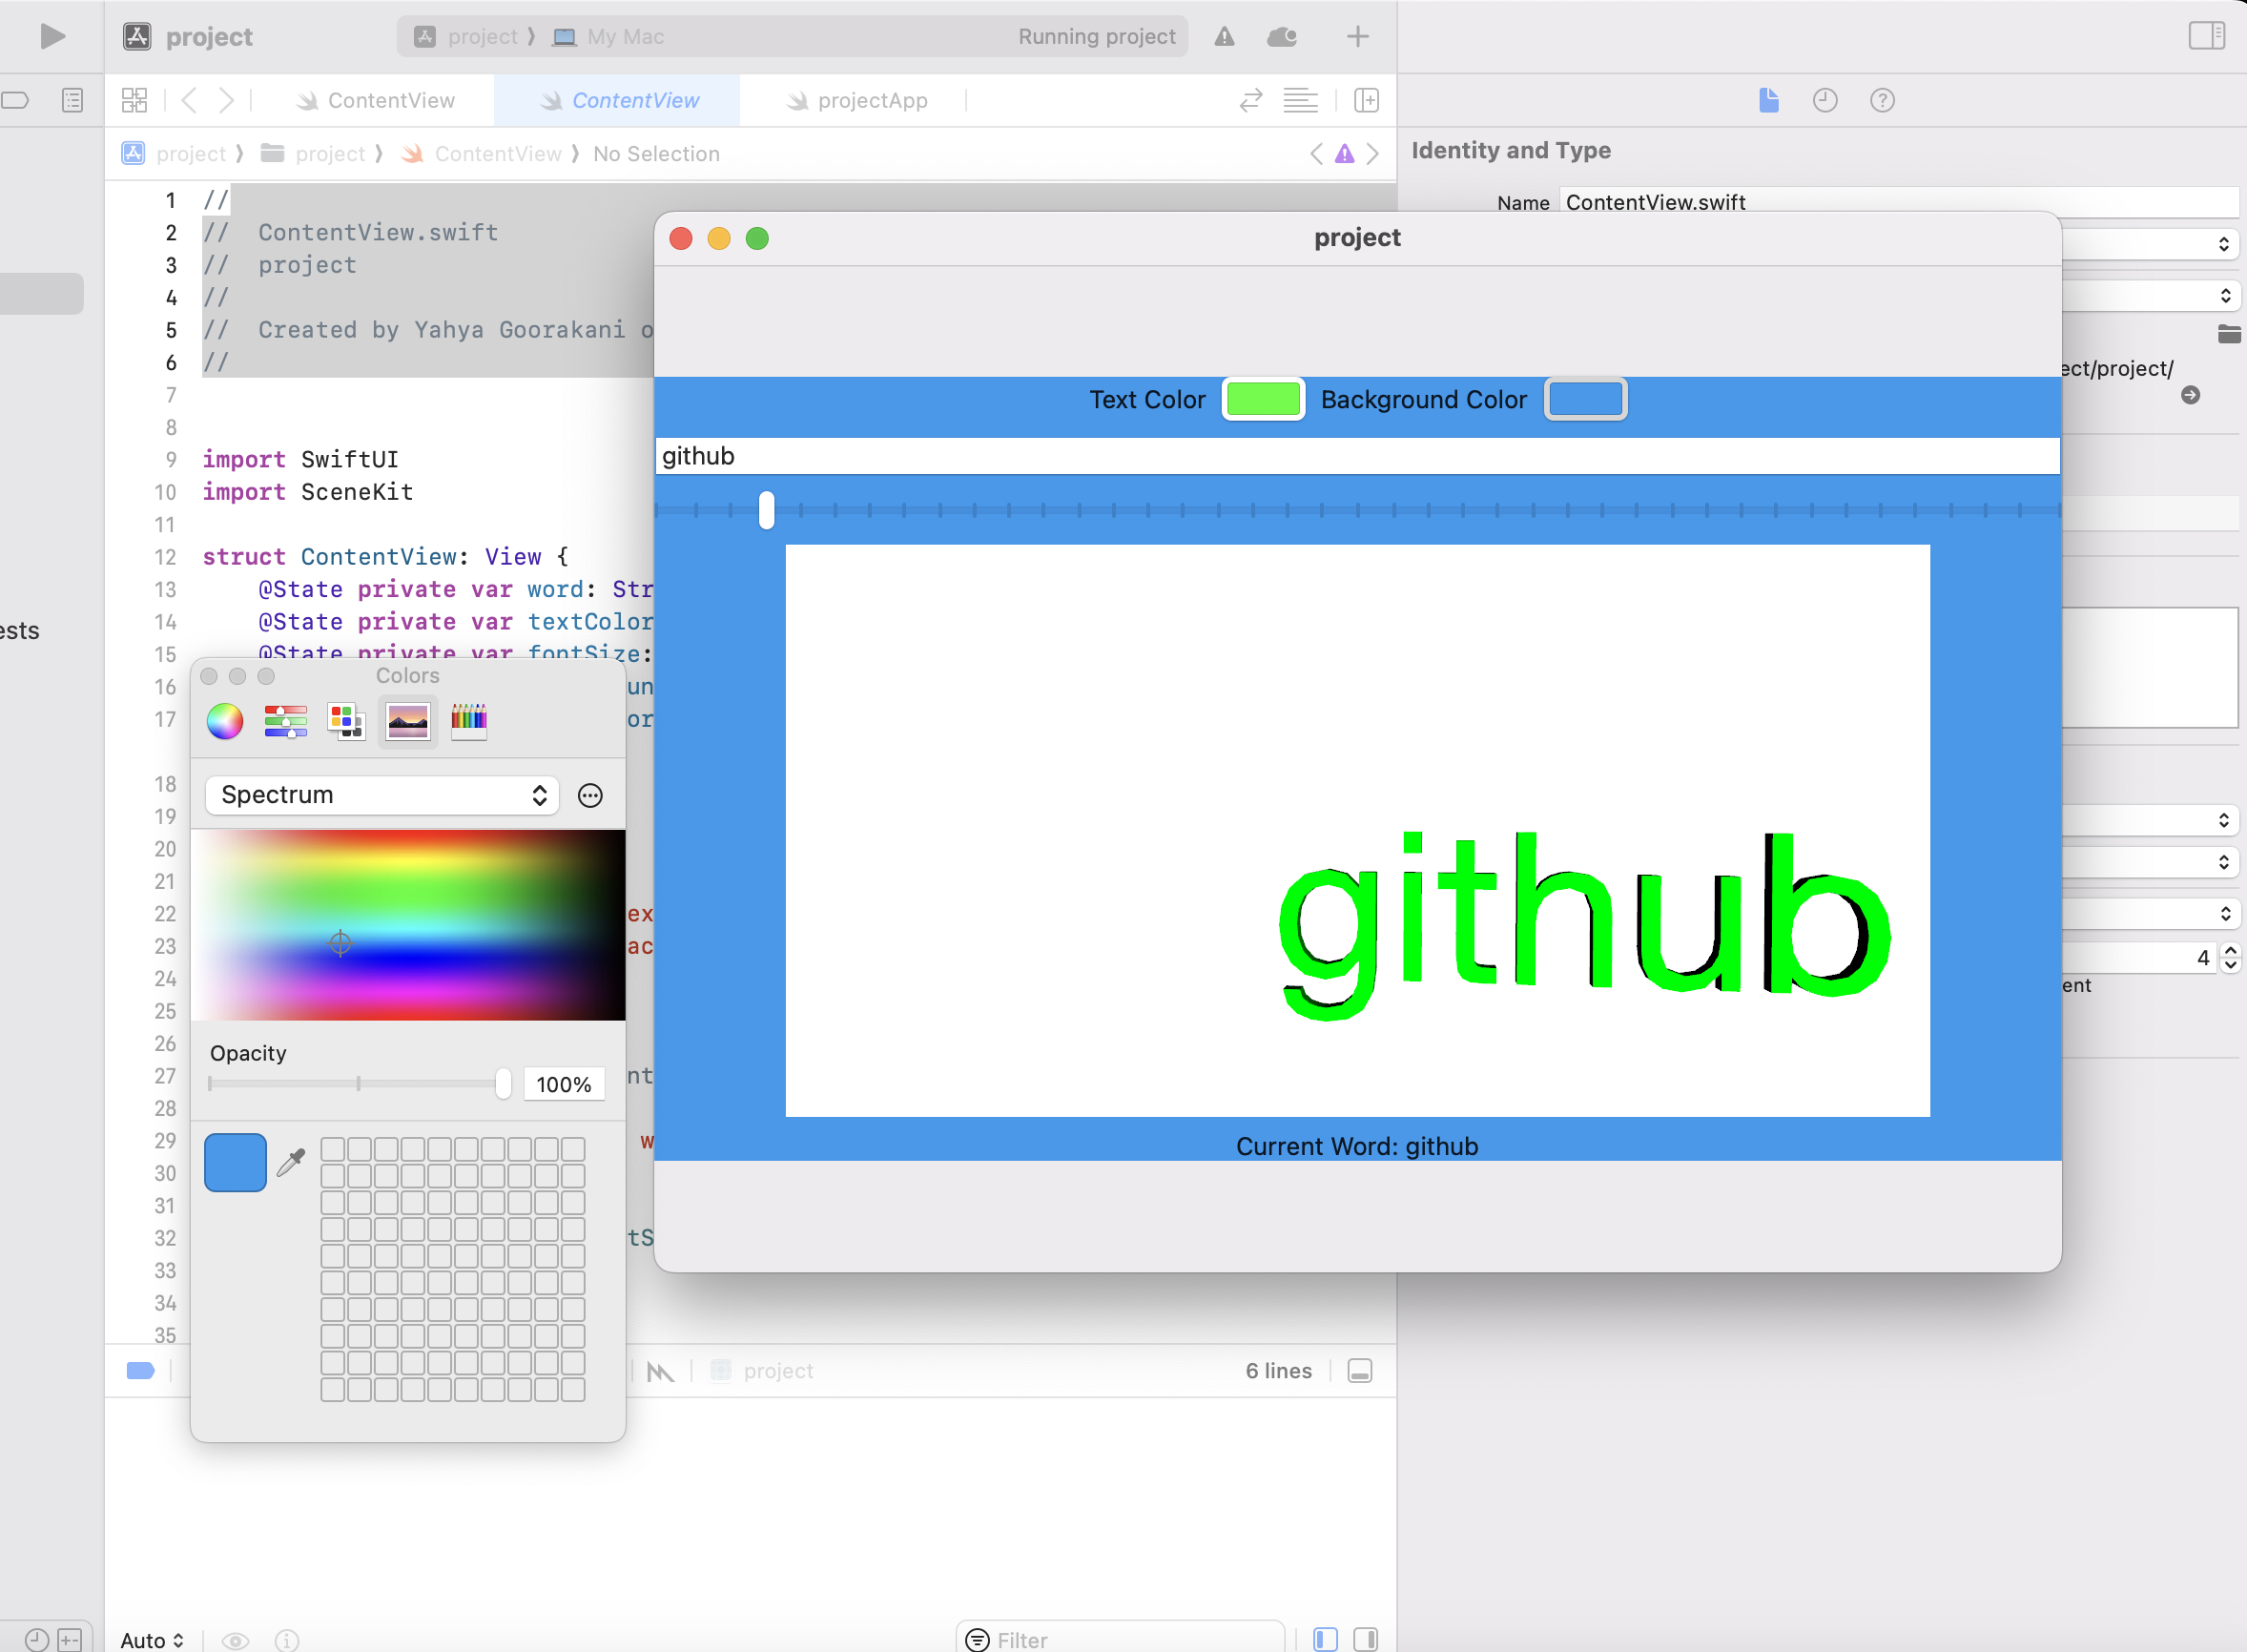 project
project ⟩ My Mac
Running project
ContentView
ContentView
projectApp
project ⟩ project ⟩ ContentView ⟩ No Selection
Identity and Type
Name ContentView.swift
1 //
2 //  ContentView.swift
3 //  project
4 //
5 //  Created by Yahya Goorakani o
6 //
7
8
9 import SwiftUI
10 import SceneKit
11
12 struct ContentView: View {
13 @State private var word: Str
14 @State private var textColor
15 @State private var fontSize:
16 un
17 or
18
19
20
21
22 ex
23 ac
24
25
26
27 nt
28
29 w
30
31
32 tS
33
34
35
ests
project
Text Color
Background Color
github
github
Current Word: github
ect/project/
4
ent
Colors
Spectrum
Opacity
100%
project
6 lines
Auto
Filter